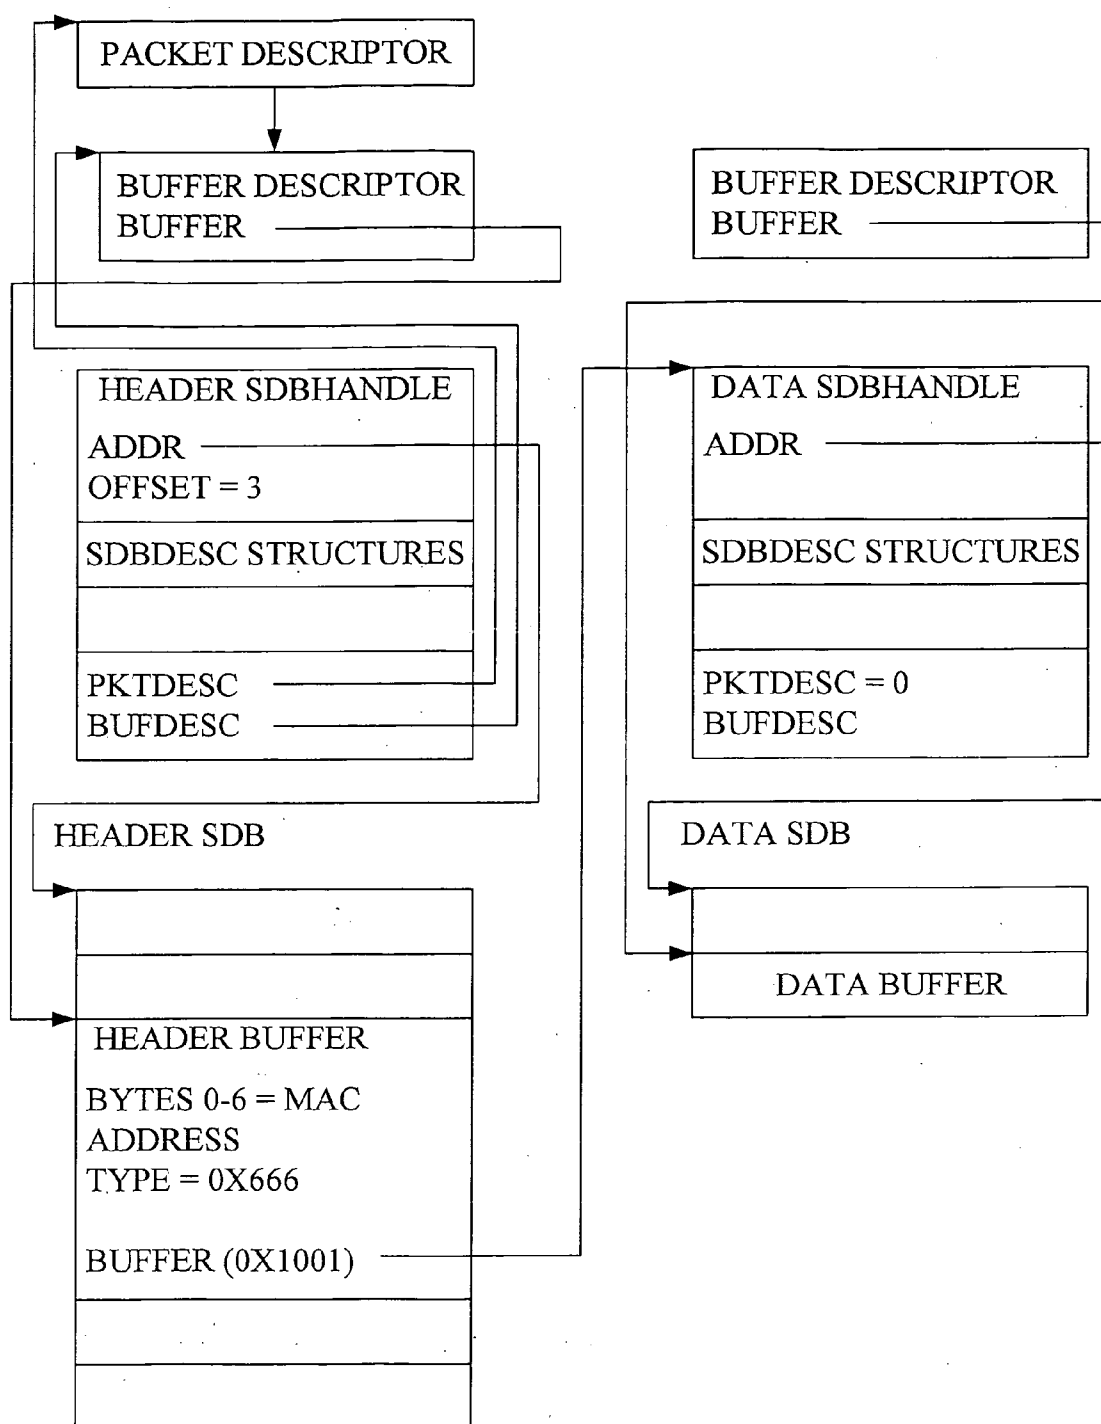 PACKET DESCRIPTOR
BUFFER DESCRIPTOR
BUFFER
BUFFER DESCRIPTOR
BUFFER
HEADER SDBHANDLE
ADDR
OFFSET = 3
SDBDESC STRUCTURES
PKTDESC
BUFDESC
DATA SDBHANDLE
ADDR
SDBDESC STRUCTURES
PKTDESC = 0
BUFDESC
HEADER SDB
DATA SDB
HEADER BUFFER
BYTES 0-6 = MAC
ADDRESS
TYPE = 0X666
BUFFER (0X1001)
DATA BUFFER